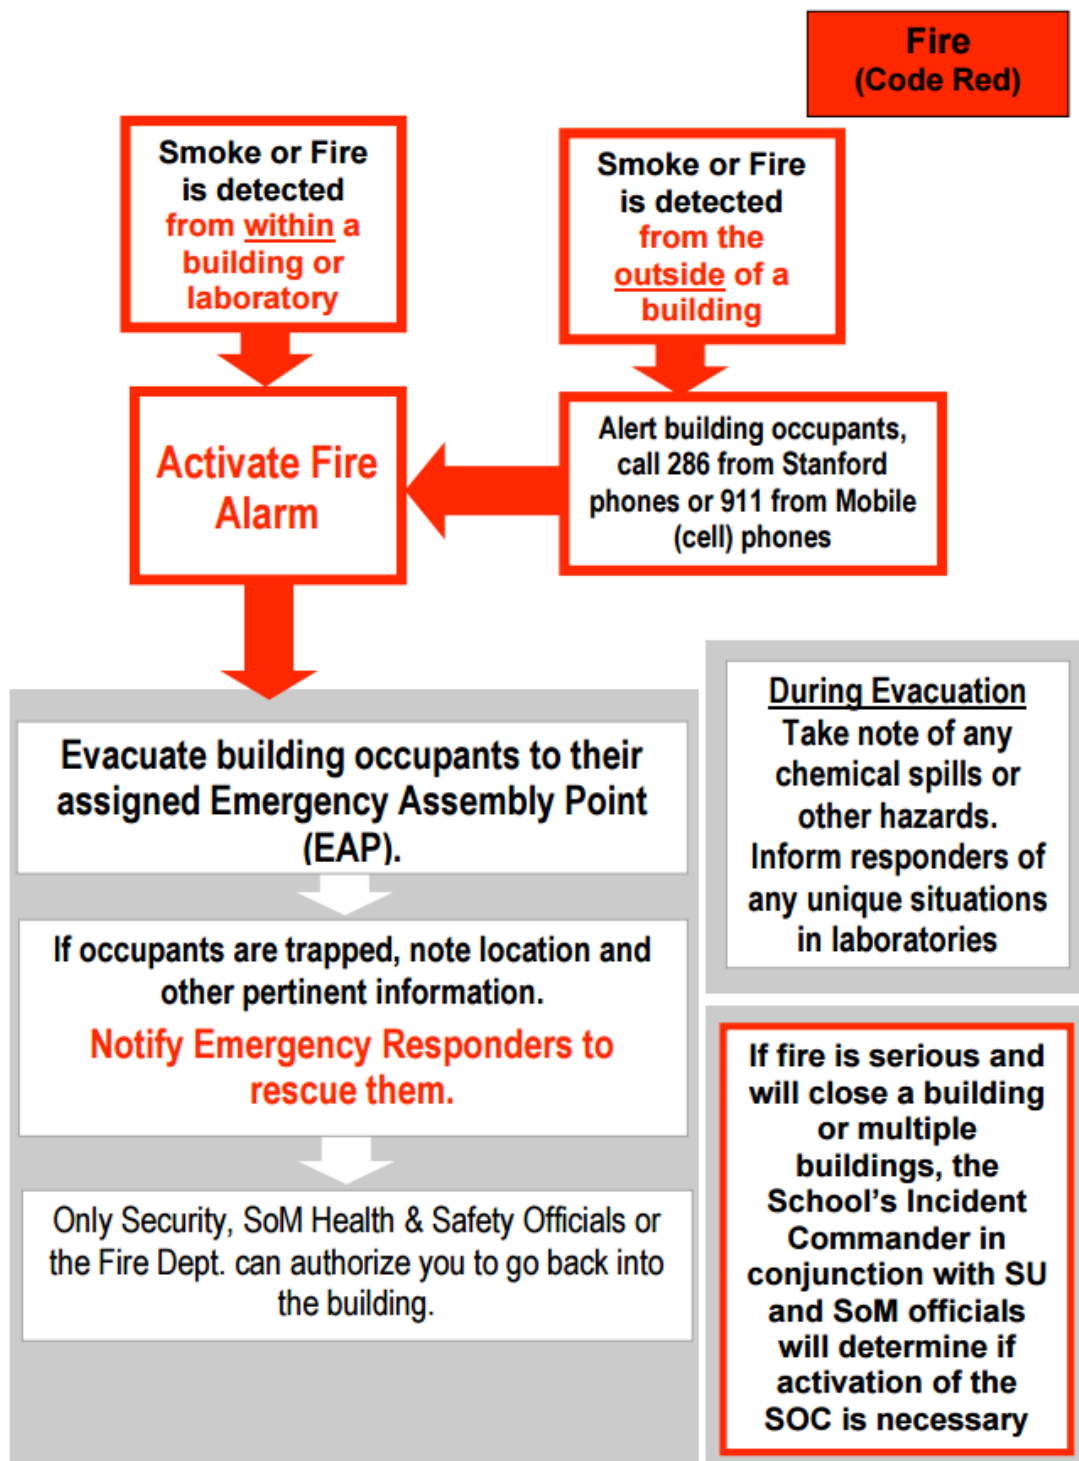 Fire
(Code Red)
Smoke or Fire
is detected
from within a
building or
laboratory
Smoke or Fire
is detected
from the
outside of a
building
Activate Fire
Alarm
Alert building occupants,
call 286 from Stanford
phones or 911 from Mobile
(cell) phones
Evacuate building occupants to their
assigned Emergency Assembly Point
(EAP).
If occupants are trapped, note location and
other pertinent information.
Notify Emergency Responders to
rescue them.
Only Security, SoM Health & Safety Officials or
the Fire Dept. can authorize you to go back into
the building.
During Evacuation
Take note of any
chemical spills or
other hazards.
Inform responders of
any unique situations
in laboratories
If fire is serious and
will close a building
or multiple
buildings, the
School’s Incident
Commander in
conjunction with SU
and SoM officials
will determine if
activation of the
SOC is necessary